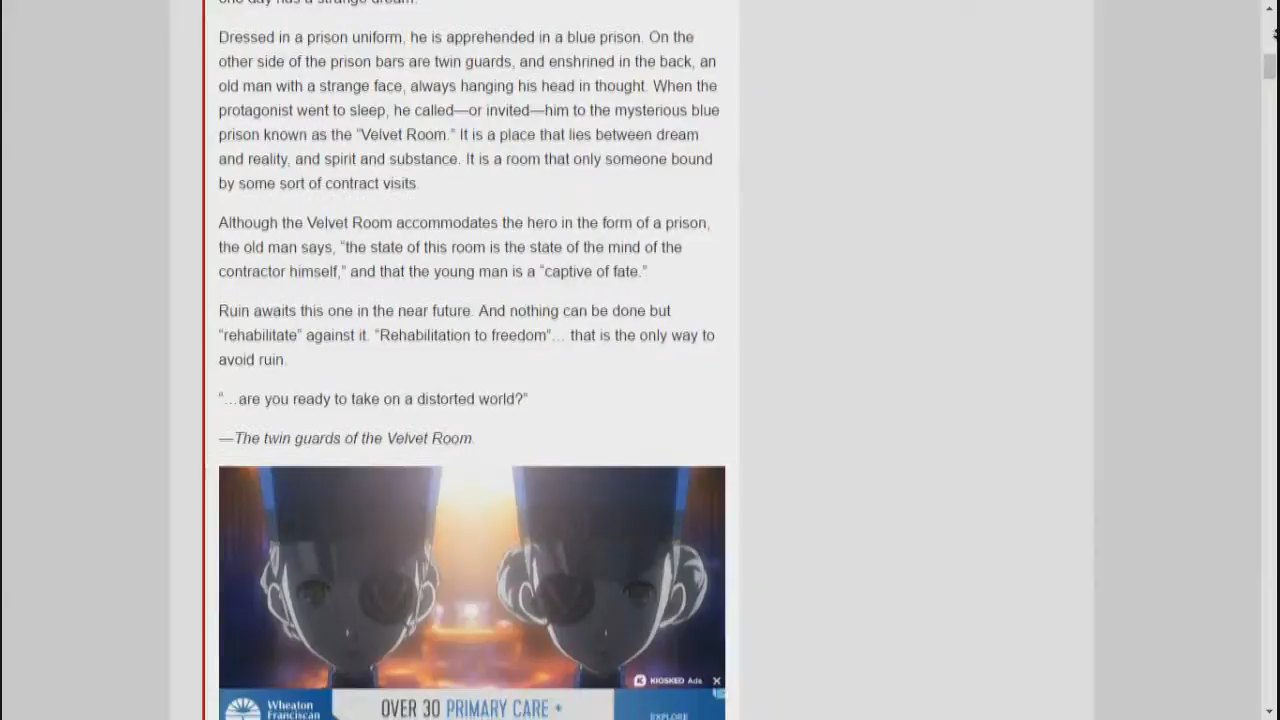 one day has a strange dream.
Dressed in a prison uniform, he is apprehended in a blue prison. On the
other side of the prison bars are twin guards, and enshrined in the back, an
old man with a strange face, always hanging his head in thought. When the
protagonist went to sleep, he called—or invited—him to the mysterious blue
prison known as the “Velvet Room.” It is a place that lies between dream
and reality, and spirit and substance. It is a room that only someone bound
by some sort of contract visits.
Although the Velvet Room accommodates the hero in the form of a prison,
the old man says, “the state of this room is the state of the mind of the
contractor himself,” and that the young man is a “captive of fate.”
Ruin awaits this one in the near future. And nothing can be done but
“rehabilitate” against it. “Rehabilitation to freedom”… that is the only way to
avoid ruin.
“…are you ready to take on a distorted world?”
—The twin guards of the Velvet Room.
KIOSKED Ads
Wheaton
Franciscan
OVER 30 PRIMARY CARE +
EXPLORE